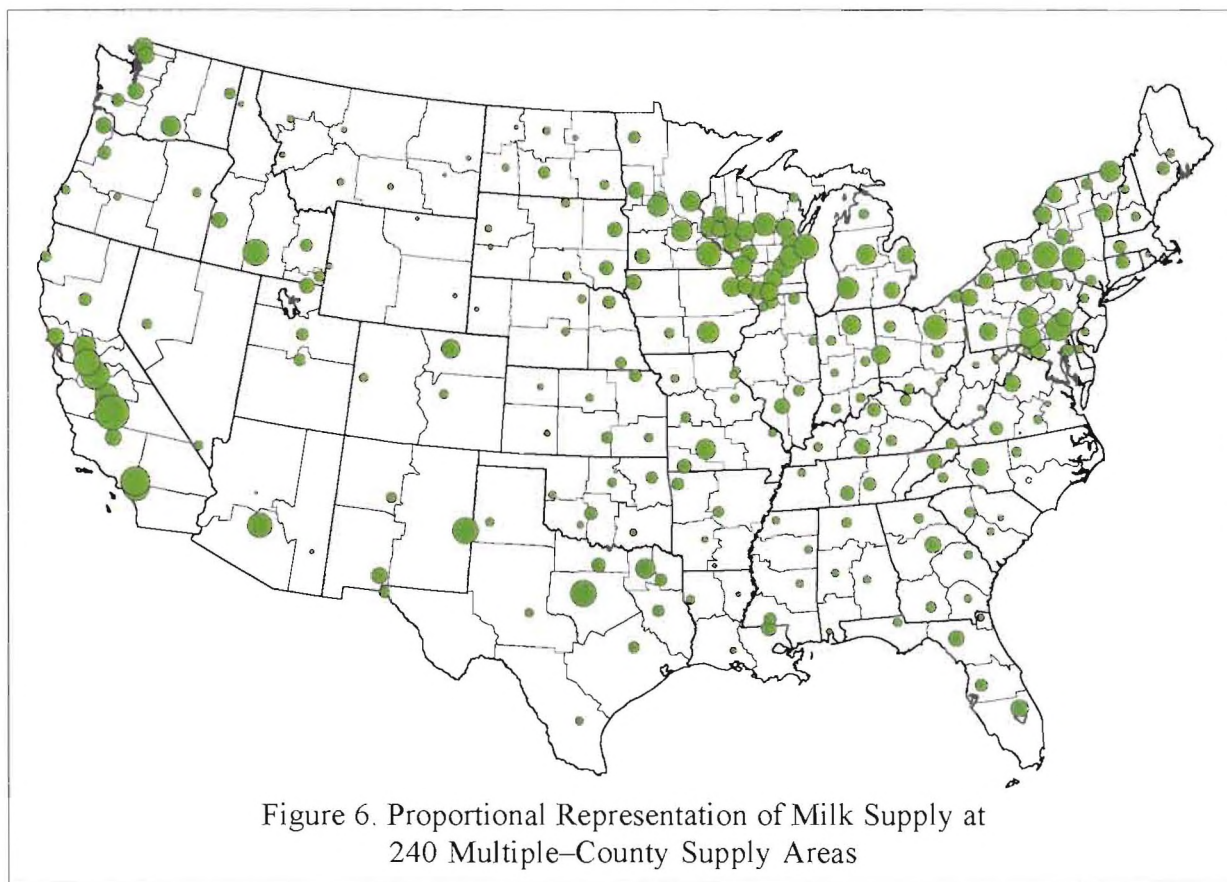 Figure 6. Proportional Representation of Milk Supply at
240 Multiple–County Supply Areas